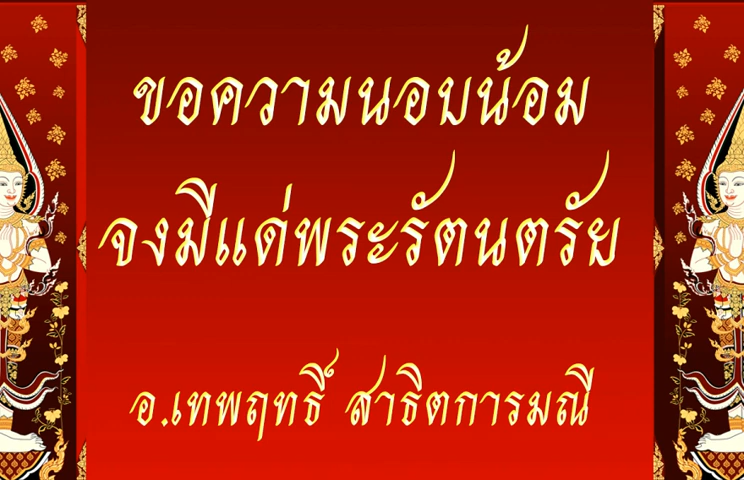 ขอความนอบน้อม
จงมีแด่พระรัตนตรัย
อ.เทพฤทธิ์ สาธิตการมณี